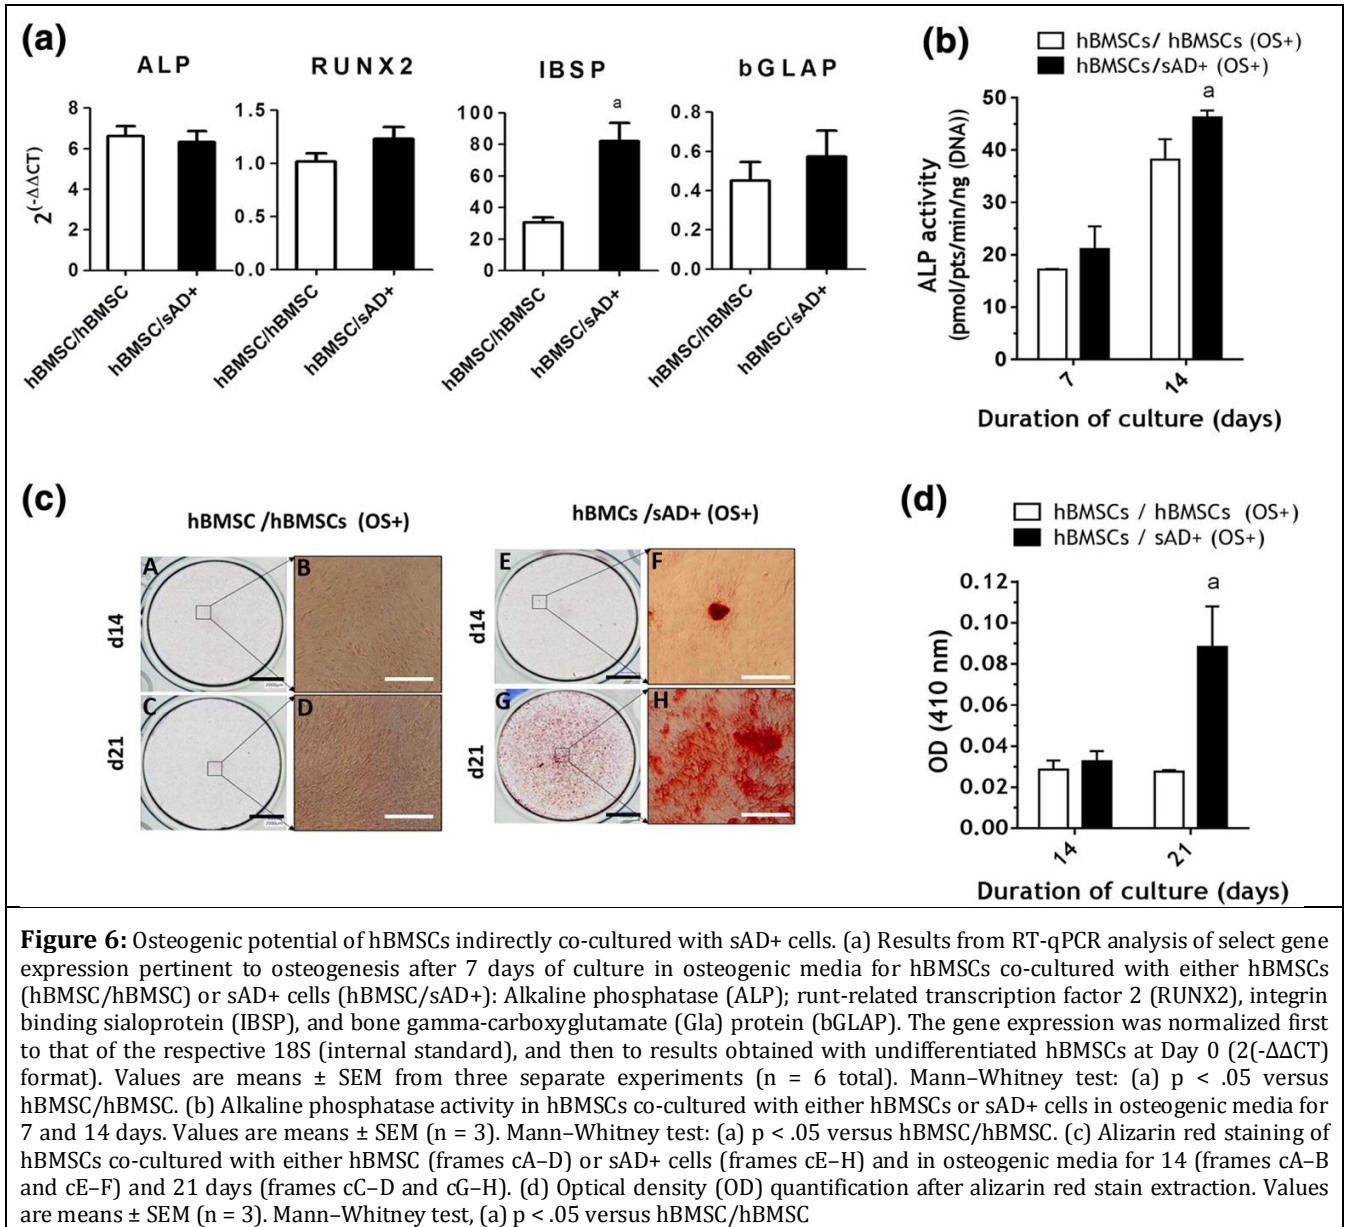 (a)
ALP
RUNX2
IBSP
bGLAP
2(-ΔΔCT)
8
6
4
2
0
1.5
1.0
0.5
0.0
a
100
80
60
40
20
0
0.8
0.6
0.4
0.2
0.0
hBMSC/hBMSC
hBMSC/sAD+
hBMSC/hBMSC
hBMSC/sAD+
hBMSC/hBMSC
hBMSC/sAD+
hBMSC/hBMSC
hBMSC/sAD+
(b)
hBMSCs/ hBMSCs (OS+)
hBMSCs/sAD+ (OS+)
a
ALP activity
(pmol/pts/min/ng (DNA))
50
40
30
20
10
0
7
14
Duration of culture (days)
(c)
hBMSC /hBMSCs (OS+)
hBMCs /sAD+ (OS+)
d14
A
B
d14
E
F
d21
C
D
d21
G
H
(d)
hBMSCs / hBMSCs (OS+)
hBMSCs / sAD+ (OS+)
a
OD (410 nm)
0.12
0.10
0.08
0.06
0.04
0.02
0.00
14
21
Duration of culture (days)
Figure 6: Osteogenic potential of hBMSCs indirectly co-cultured with sAD+ cells. (a) Results from RT-qPCR analysis of select gene
expression pertinent to osteogenesis after 7 days of culture in osteogenic media for hBMSCs co-cultured with either hBMSCs
(hBMSC/hBMSC) or sAD+ cells (hBMSC/sAD+): Alkaline phosphatase (ALP); runt-related transcription factor 2 (RUNX2), integrin
binding sialoprotein (IBSP), and bone gamma-carboxyglutamate (Gla) protein (bGLAP). The gene expression was normalized first
to that of the respective 18S (internal standard), and then to results obtained with undifferentiated hBMSCs at Day 0 (2(-ΔΔCT)
format). Values are means ± SEM from three separate experiments (n = 6 total). Mann–Whitney test: (a) p < .05 versus
hBMSC/hBMSC. (b) Alkaline phosphatase activity in hBMSCs co-cultured with either hBMSCs or sAD+ cells in osteogenic media for
7 and 14 days. Values are means ± SEM (n = 3). Mann–Whitney test: (a) p < .05 versus hBMSC/hBMSC. (c) Alizarin red staining of
hBMSCs co-cultured with either hBMSC (frames cA–D) or sAD+ cells (frames cE–H) and in osteogenic media for 14 (frames cA–B
and cE–F) and 21 days (frames cC–D and cG–H). (d) Optical density (OD) quantification after alizarin red stain extraction. Values
are means ± SEM (n = 3). Mann–Whitney test, (a) p < .05 versus hBMSC/hBMSC